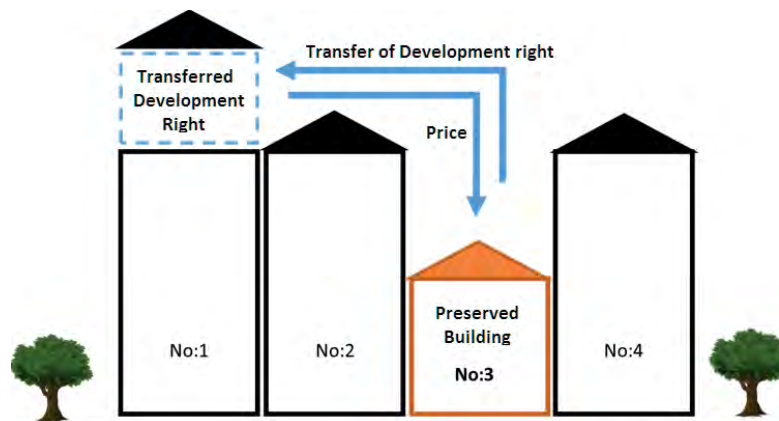 Transfer of Development right
Transferred
Development
Right
Price
Preserved
Building
No:1
No:2
No:3
No:4